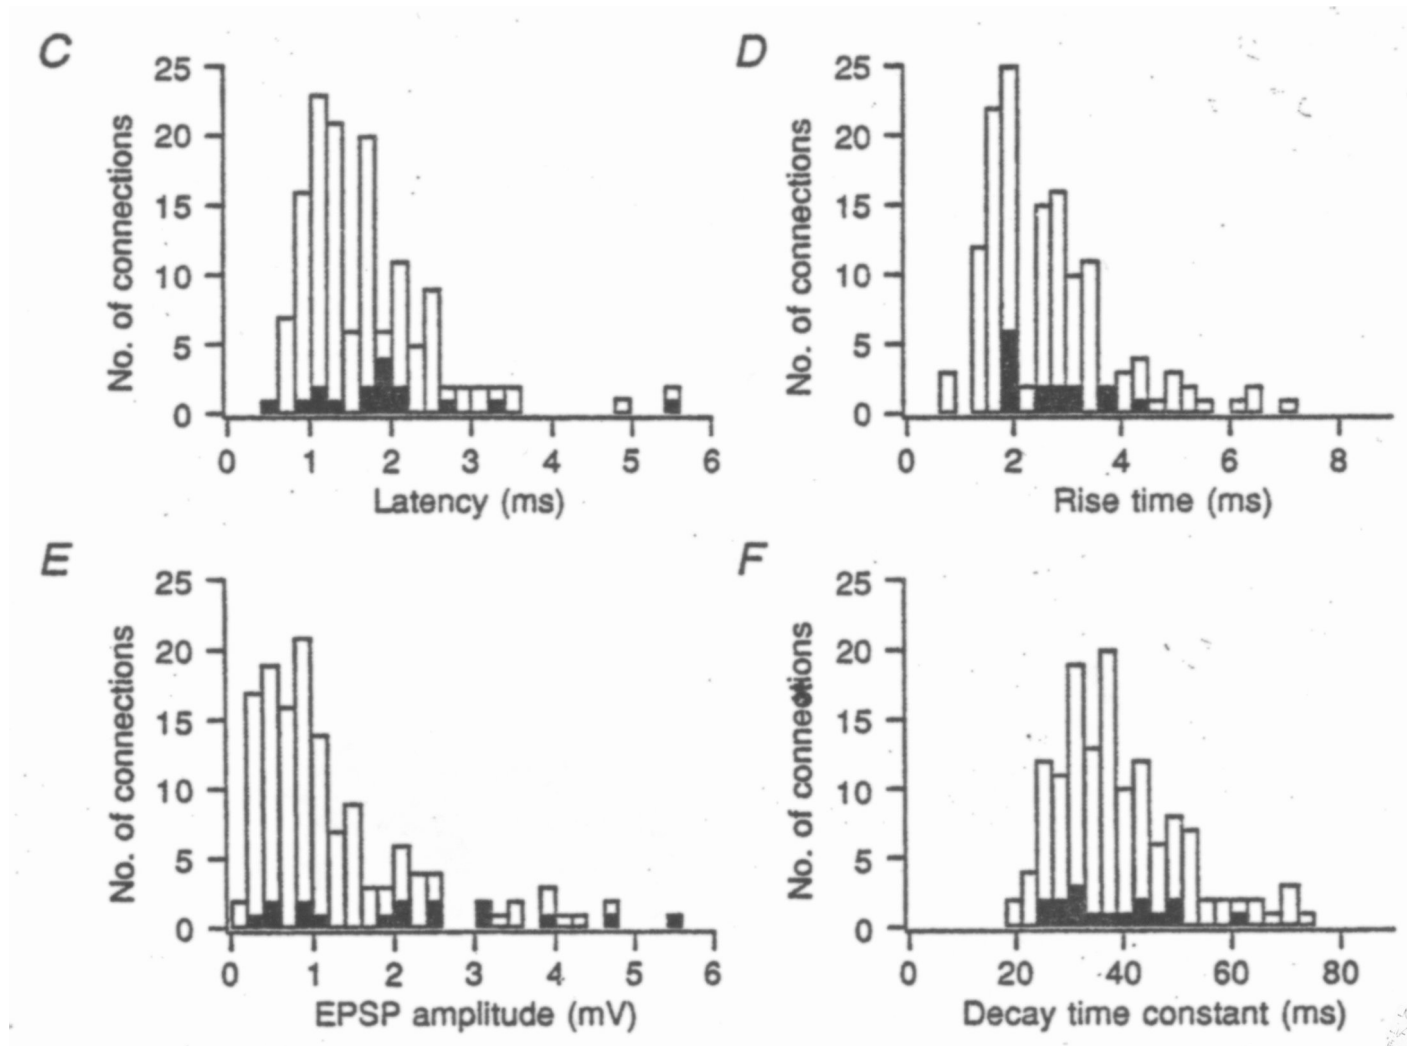 C
25
20
15
10
5
0
No. of connections
0 1 2 3 4 5 6
Latency (ms)
D
25
20
15
10
5
0
No. of connections
0 2 4 6 8
Rise time (ms)
E
25
20
15
10
5
0
No. of connections
0 1 2 3 4 5 6
EPSP amplitude (mV)
F
25
20
15
10
5
0
No. of connections
0 20 40 60 80
Decay time constant (ms)